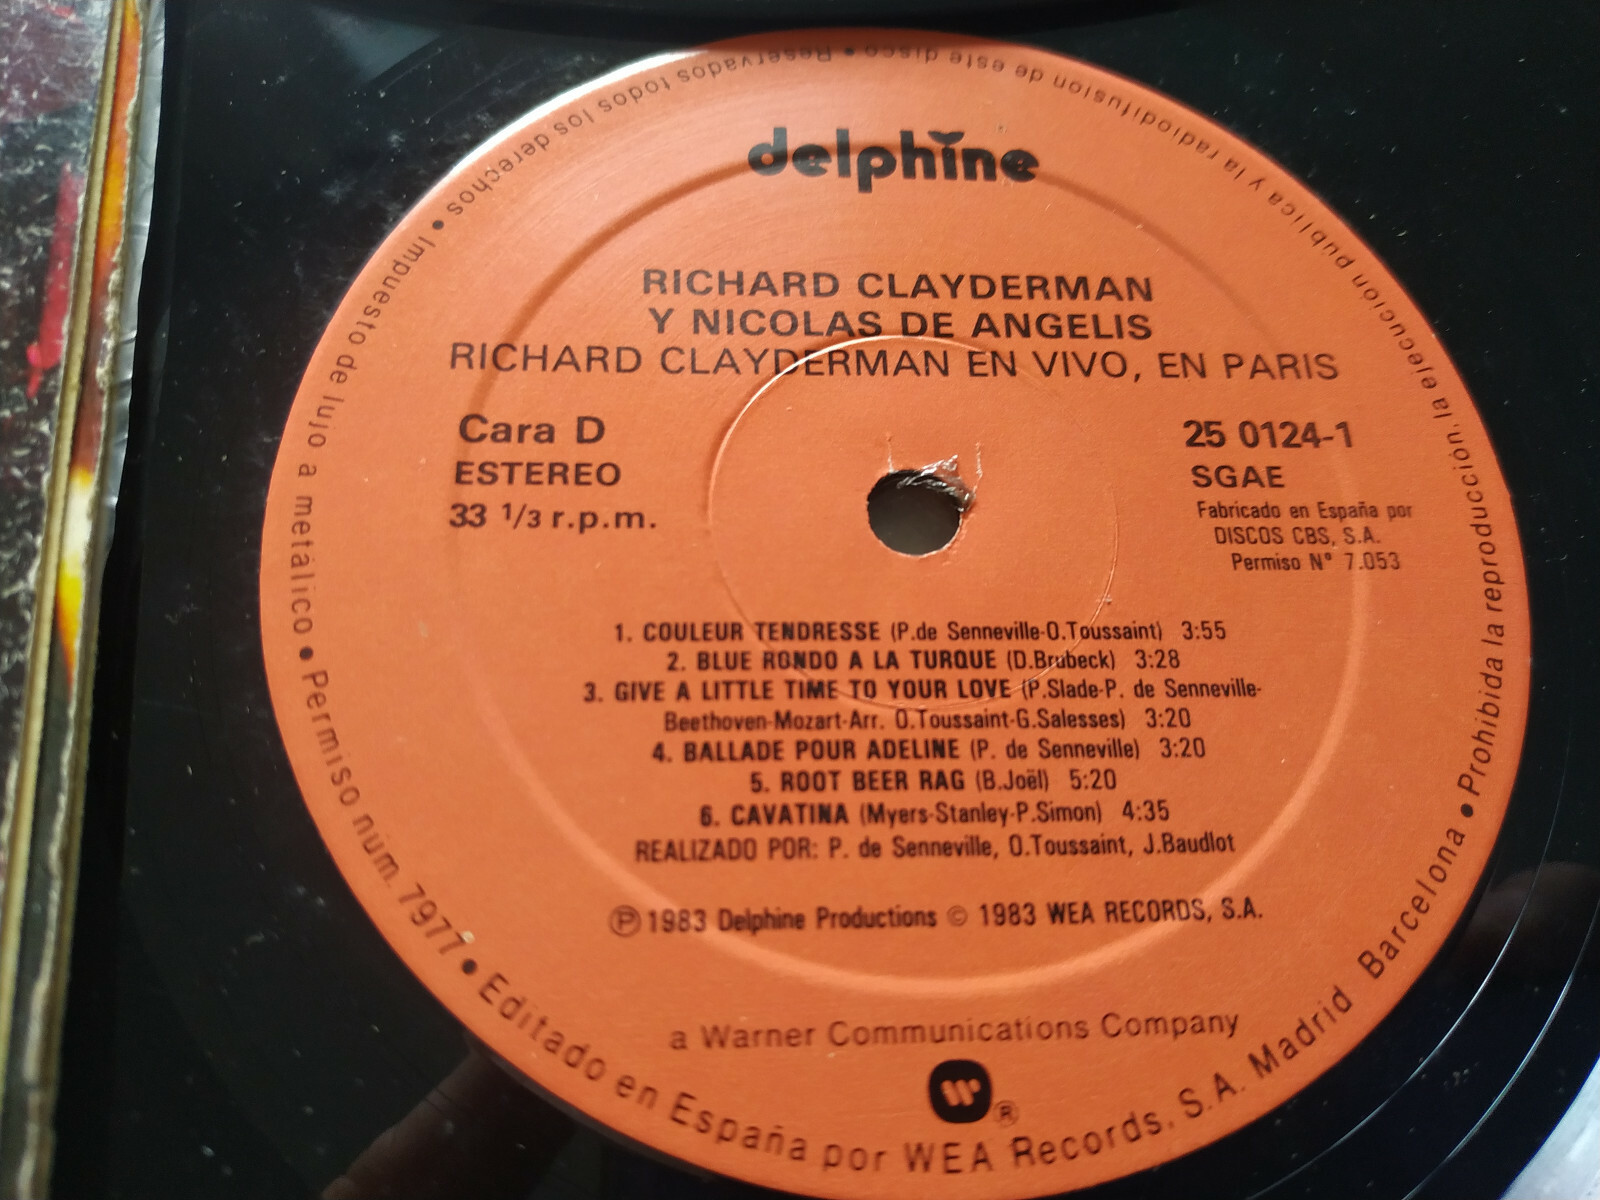 delphine
RICHARD CLAYDERMAN
Y NICOLAS DE ANGELIS
RICHARD CLAYDERMAN EN VIVO, EN PARIS
Cara D
ESTEREO
33 1/3 r.p.m.
25 0124-1
SGAE
Fabricado en España por
DISCOS CBS, S.A.
Permiso N° 7.053
1. COULEUR TENDRESSE (P.de Senneville-O.Toussaint) 3:55
2. BLUE RONDO A LA TURQUE (D.Brubeck) 3:28
3. GIVE A LITTLE TIME TO YOUR LOVE (P.Slade-P. de Senneville-
Beethoven-Mozart-Arr. O.Toussaint-G.Salesses) 3:20
4. BALLADE POUR ADELINE (P. de Senneville) 3:20
5. ROOT BEER RAG (B.Joël) 5:20
6. CAVATINA (Myers-Stanley-P.Simon) 4:35
REALIZADO POR: P. de Senneville, O.Toussaint, J.Baudlot
℗ 1983 Delphine Productions © 1983 WEA RECORDS, S.A.
a Warner Communications Company
W ®
Editado en España por WEA Records, S.A. Madrid Barcelona • Prohibida la reproducción, la ejecución pública y la radiodifusion de este disco • Reservados todos los derechos • Impuesto de lujo a metálico • Permiso núm. 7977 •